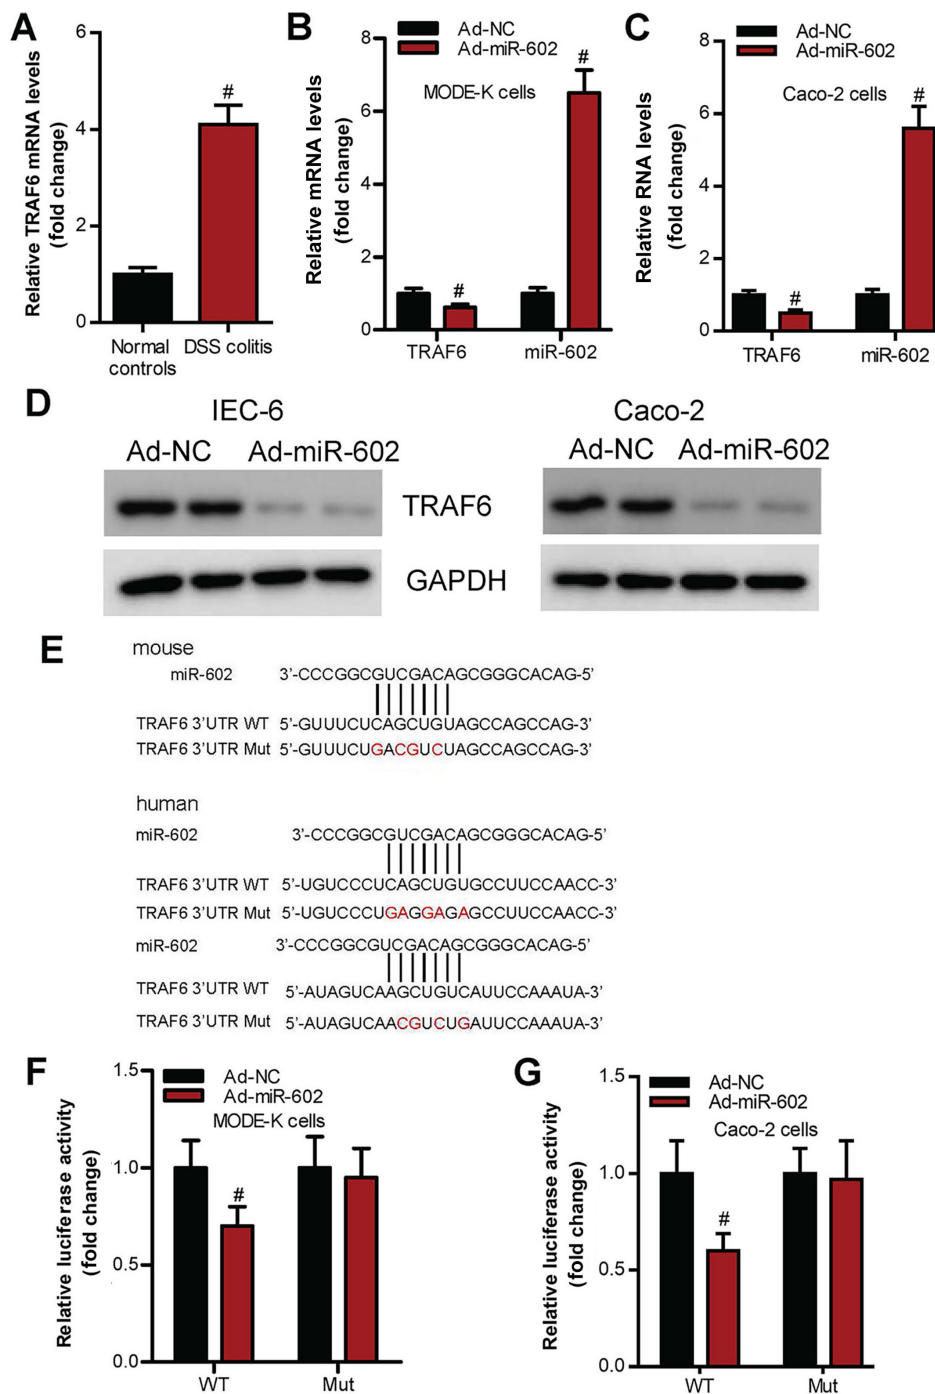 A
Relative TRAF6 mRNA levels
(fold change)
6
4
2
0
#
Normal
controls
DSS colitis
B
Relative mRNA levels
(fold change)
8
6
4
2
0
Ad-NC
Ad-miR-602
MODE-K cells
#
#
TRAF6
miR-602
C
Relative RNA levels
(fold change)
8
6
4
2
0
Ad-NC
Ad-miR-602
Caco-2 cells
#
#
TRAF6
miR-602
D
IEC-6
Caco-2
Ad-NC Ad-miR-602
Ad-NC Ad-miR-602
TRAF6
GAPDH
E
mouse
miR-602 3'-CCCGGCGUCGACAGCGGGCACAG-5'
TRAF6 3'UTR WT 5'-GUUUCUCAGCUGUAGCCAGCCAG-3'
TRAF6 3'UTR Mut 5'-GUUUCUGACGUCUAGCCAGCCAG-3'
human
miR-602 3'-CCCGGCGUCGACAGCGGGCACAG-5'
TRAF6 3'UTR WT 5'-UGUCCCUCAGCUGUGCCUUCCAACC-3'
TRAF6 3'UTR Mut 5'-UGUCCCUGAGGAGAGCCUUCCAACC-3'
miR-602 3'-CCCGGCGUCGACAGCGGGCACAG-5'
TRAF6 3'UTR WT 5'-AUAGUCAAGCUGUCAUUCCAAAUA-3'
TRAF6 3'UTR Mut 5'-AUAGUCAACGUCUGAUUCCAAAUA-3'
F
Relative luciferase activity
(fold change)
1.5
1.0
0.5
0.0
Ad-NC
Ad-miR-602
MODE-K cells
#
WT
Mut
G
Relative luciferase activity
(fold change)
1.5
1.0
0.5
0.0
Ad-NC
Ad-miR-602
Caco-2 cells
#
WT
Mut